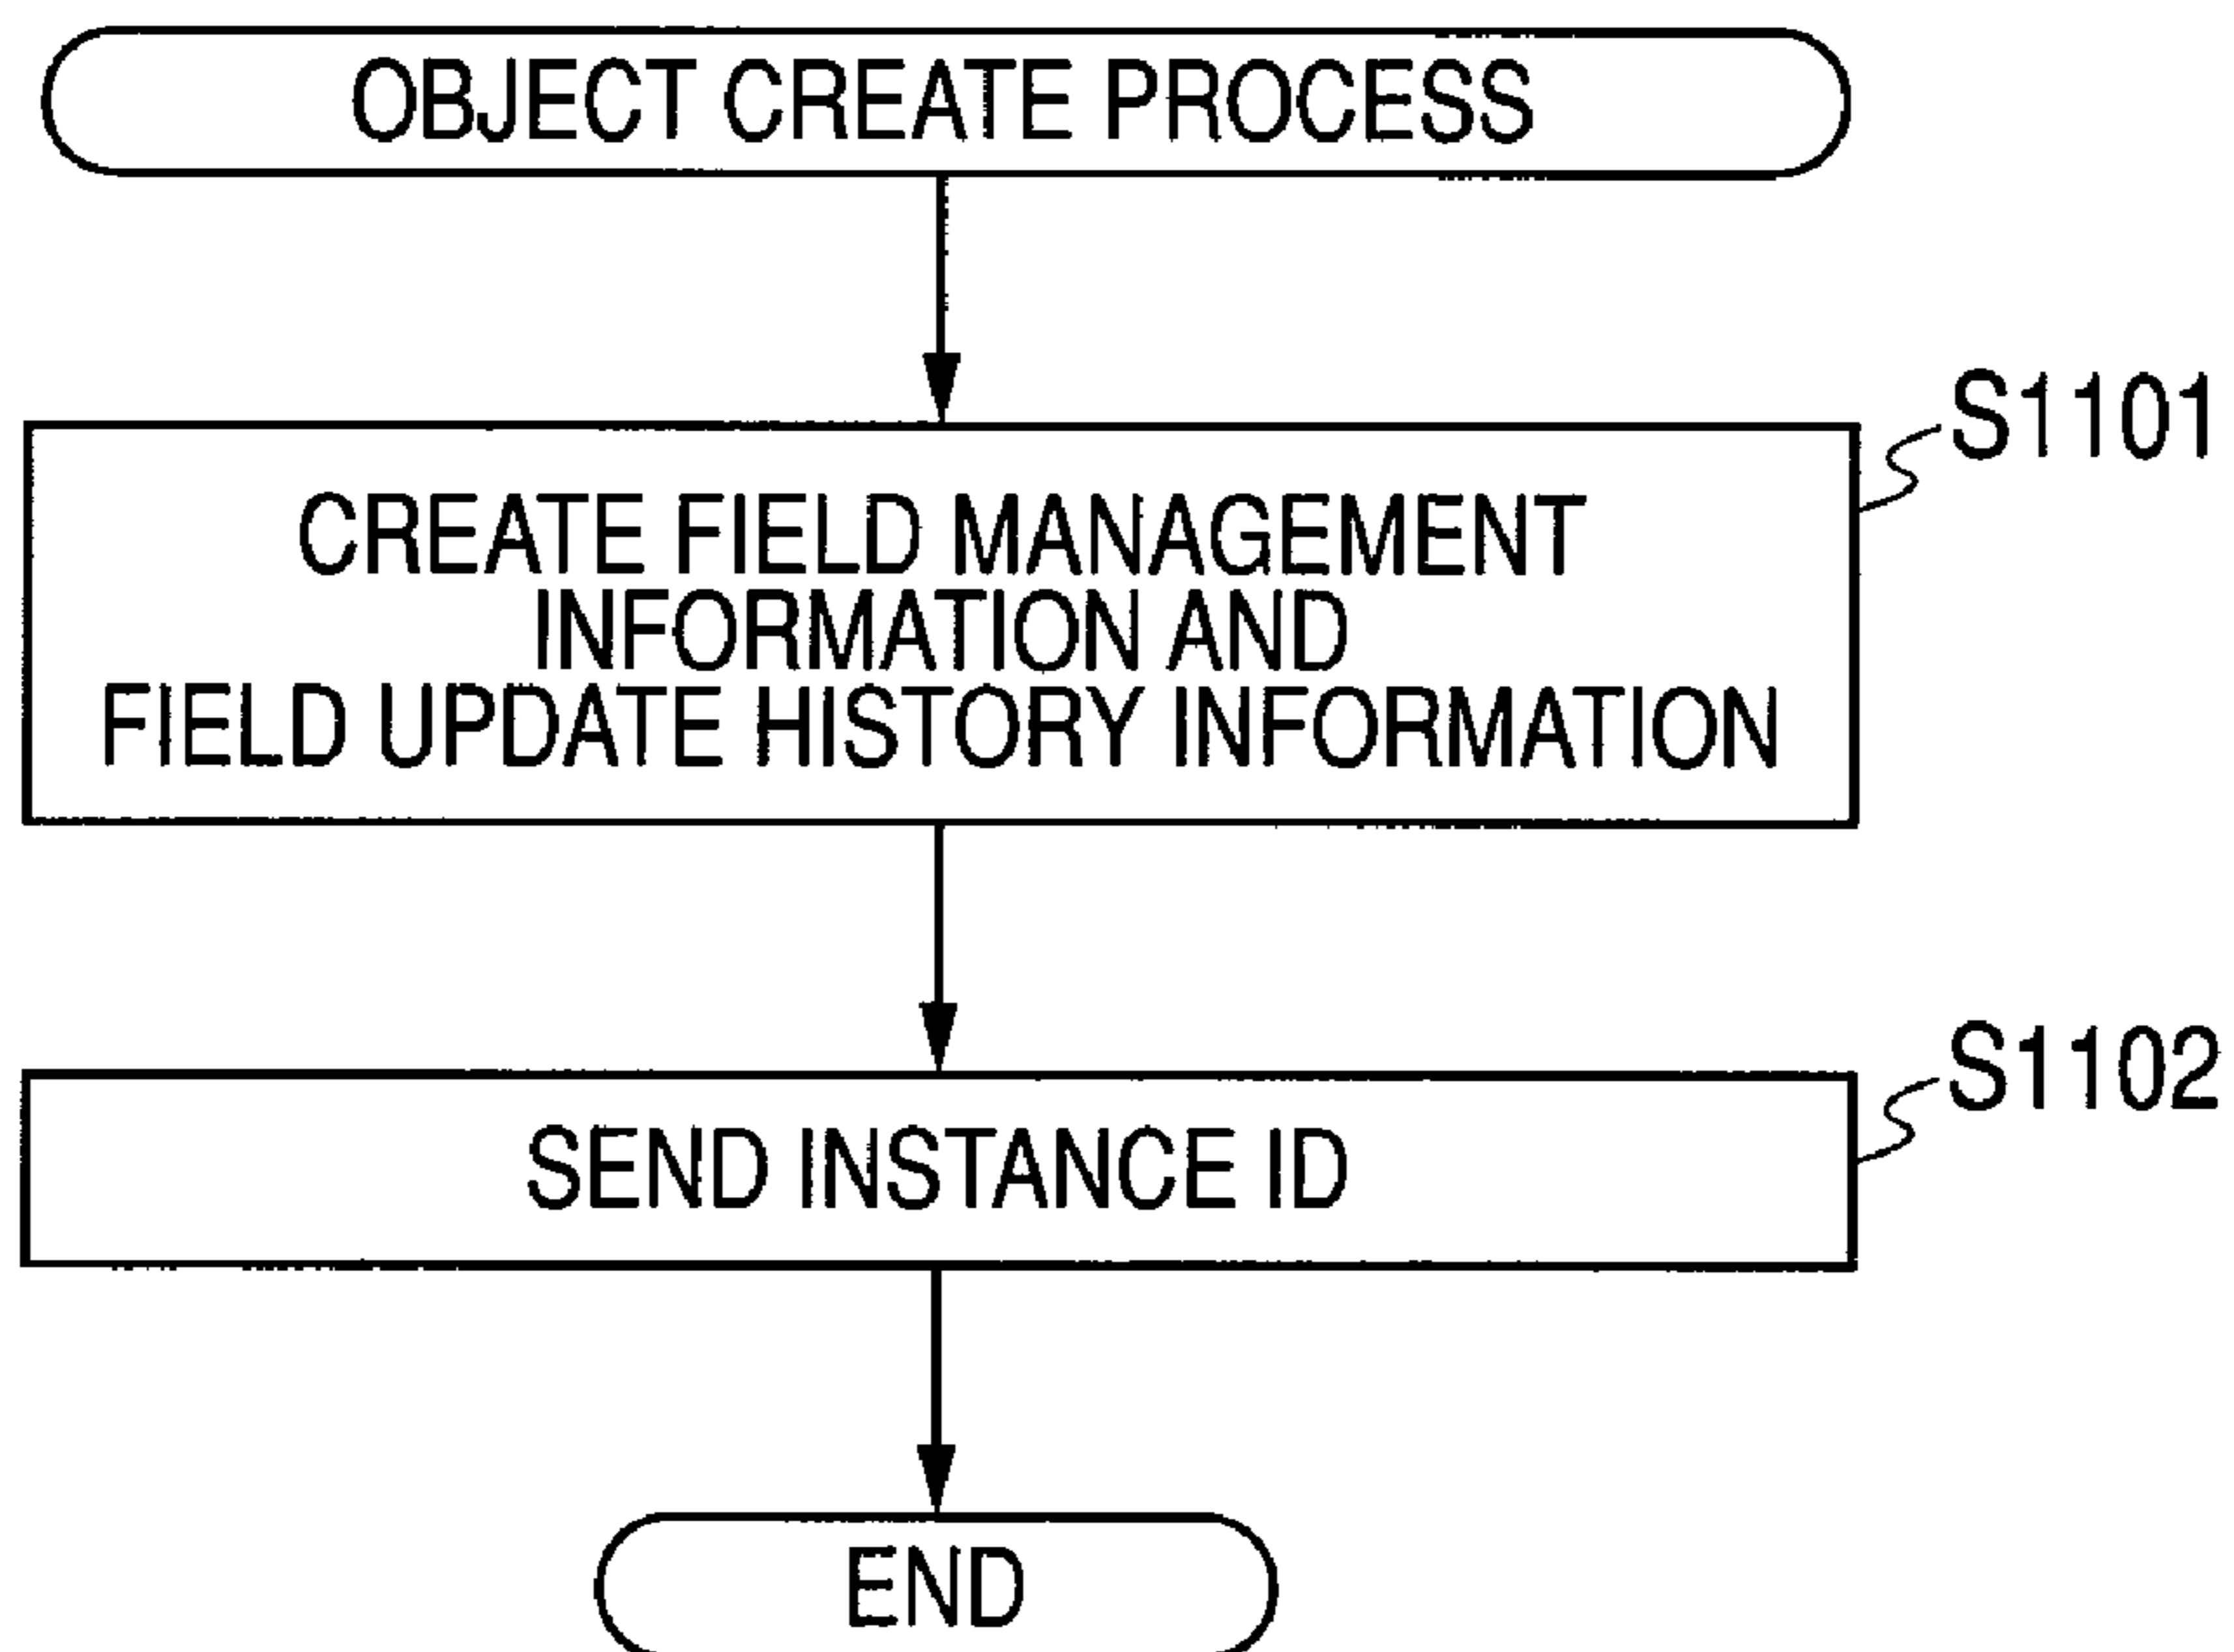 OBJECT CREATE PROCESS
S1101
CREATE FIELD MANAGEMENT
INFORMATION AND
FIELD UPDATE HISTORY INFORMATION
S1102
SEND INSTANCE ID
END